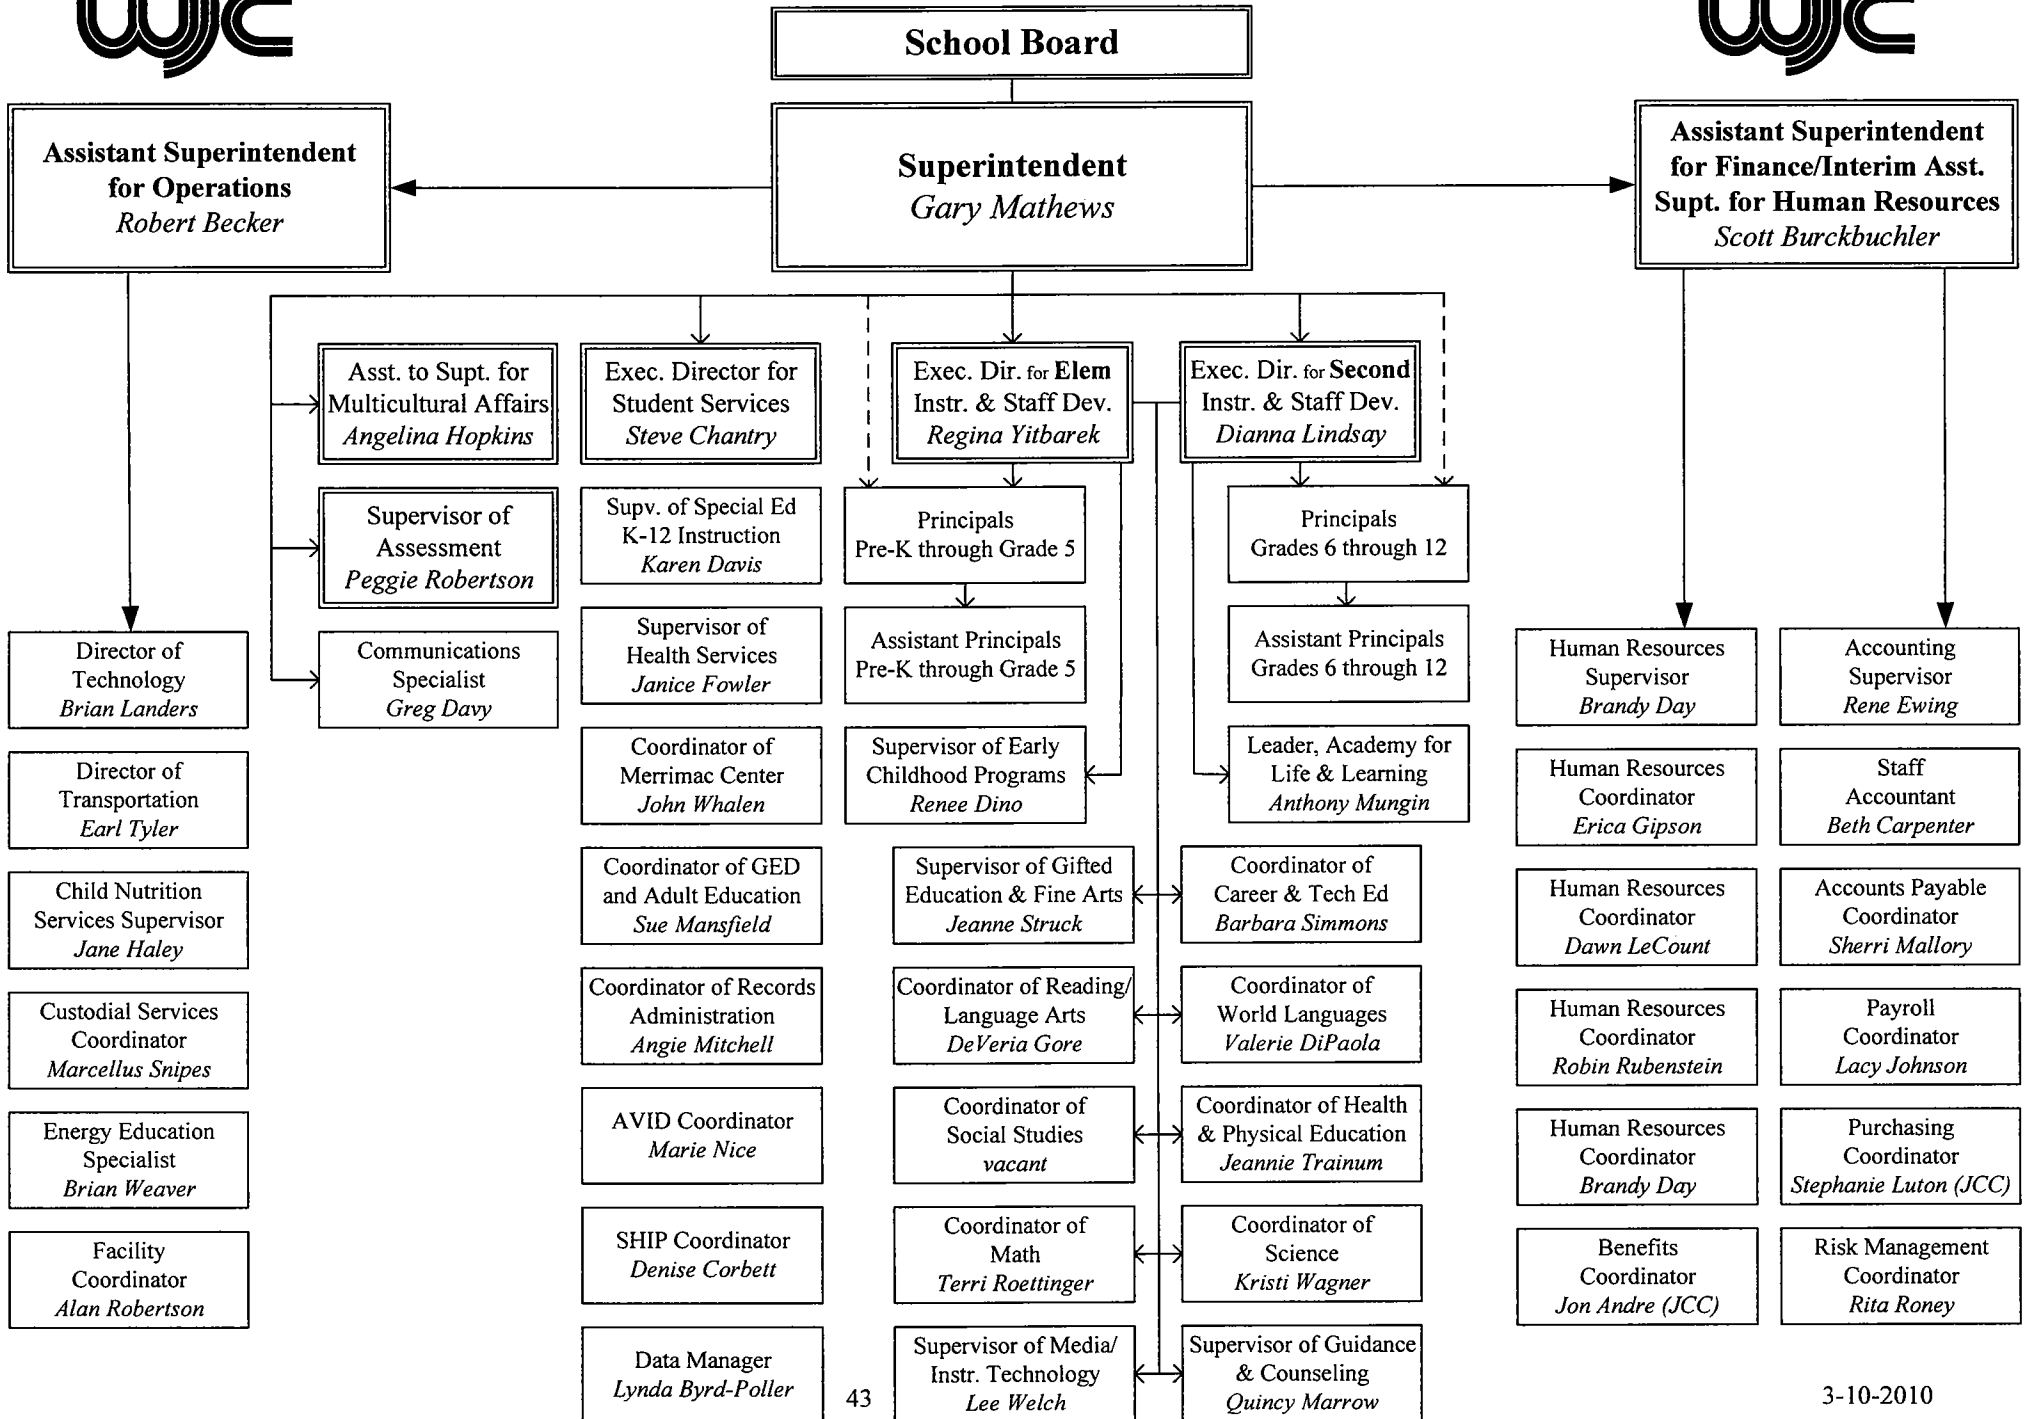 WJC
WJC
School Board
Assistant Superintendent
for Operations
Robert Becker
Superintendent
Gary Mathews
Assistant Superintendent
for Finance/Interim Asst.
Supt. for Human Resources
Scott Burckbuchler
Asst. to Supt. for
Multicultural Affairs
Angelina Hopkins
Exec. Director for
Student Services
Steve Chantry
Exec. Dir. for Elem
Instr. & Staff Dev.
Regina Yitbarek
Exec. Dir. for Second
Instr. & Staff Dev.
Dianna Lindsay
Supervisor of
Assessment
Peggie Robertson
Communications
Specialist
Greg Davy
Director of
Technology
Brian Landers
Director of
Transportation
Earl Tyler
Child Nutrition
Services Supervisor
Jane Haley
Custodial Services
Coordinator
Marcellus Snipes
Energy Education
Specialist
Brian Weaver
Facility
Coordinator
Alan Robertson
Supv. of Special Ed
K-12 Instruction
Karen Davis
Supervisor of
Health Services
Janice Fowler
Coordinator of
Merrimac Center
John Whalen
Coordinator of GED
and Adult Education
Sue Mansfield
Coordinator of Records
Administration
Angie Mitchell
AVID Coordinator
Marie Nice
SHIP Coordinator
Denise Corbett
Data Manager
Lynda Byrd-Poller
Principals
Pre-K through Grade 5
Assistant Principals
Pre-K through Grade 5
Supervisor of Early
Childhood Programs
Renee Dino
Principals
Grades 6 through 12
Assistant Principals
Grades 6 through 12
Leader, Academy for
Life & Learning
Anthony Mungin
Supervisor of Gifted
Education & Fine Arts
Jeanne Struck
Coordinator of
Career & Tech Ed
Barbara Simmons
Coordinator of Reading/
Language Arts
DeVeria Gore
Coordinator of
World Languages
Valerie DiPaola
Coordinator of
Social Studies
vacant
Coordinator of Health
& Physical Education
Jeannie Trainum
Coordinator of
Math
Terri Roettinger
Coordinator of
Science
Kristi Wagner
Supervisor of Media/
Instr. Technology
Lee Welch
Supervisor of Guidance
& Counseling
Quincy Marrow
Human Resources
Supervisor
Brandy Day
Human Resources
Coordinator
Erica Gipson
Human Resources
Coordinator
Dawn LeCount
Human Resources
Coordinator
Robin Rubenstein
Human Resources
Coordinator
Brandy Day
Benefits
Coordinator
Jon Andre (JCC)
Accounting
Supervisor
Rene Ewing
Staff
Accountant
Beth Carpenter
Accounts Payable
Coordinator
Sherri Mallory
Payroll
Coordinator
Lacy Johnson
Purchasing
Coordinator
Stephanie Luton (JCC)
Risk Management
Coordinator
Rita Roney
43
3-10-2010